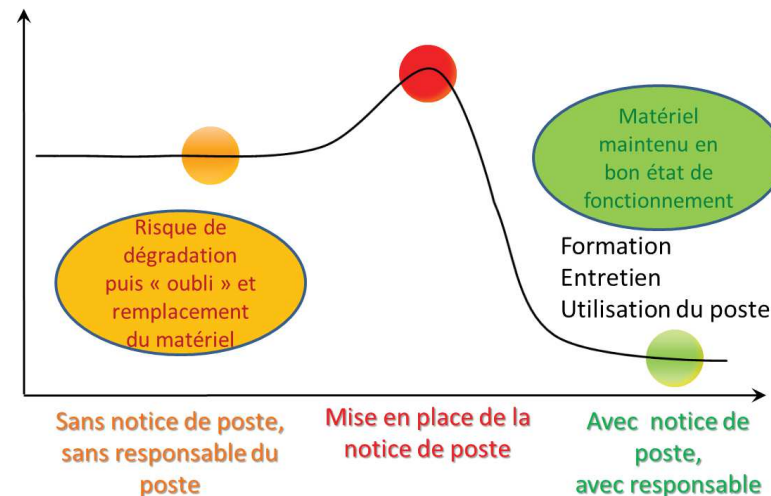 Matériel
maintenu en
bon état de
fonctionnement
Risque de
dégradation
puis « oubli » et
remplacement
du matériel
Formation
Entretien
Utilisation du poste
Sans notice de poste,
sans responsable du
poste
Mise en place de la
notice de poste
Avec notice de
poste,
avec responsable